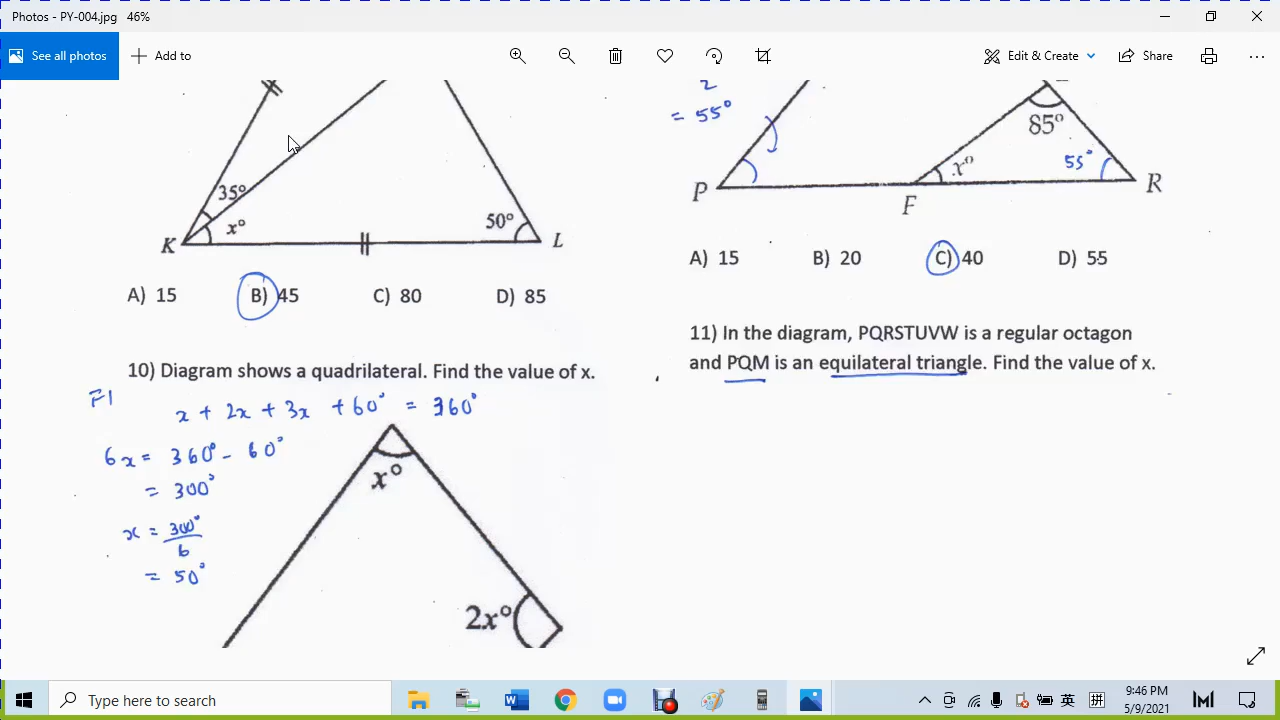 Photos - PY-004.jpg 46%
See all photos
Add to
Edit & Create
Share
35°
x°
50°
K
L
A) 15 B) 45 C) 80 D) 85
10) Diagram shows a quadrilateral. Find the value of x.
F1
x + 2x + 3x + 60° = 360°
6x = 360° - 60°
= 300°
x = 300°
6
= 50°
x°
2x°
2
= 55°
85°
x°
55°
P
F
R
A) 15 B) 20 C) 40 D) 55
11) In the diagram, PQRSTUVW is a regular octagon
and PQM is an equilateral triangle. Find the value of x.
Type here to search
英
拼
9:46 PM
5/9/2021